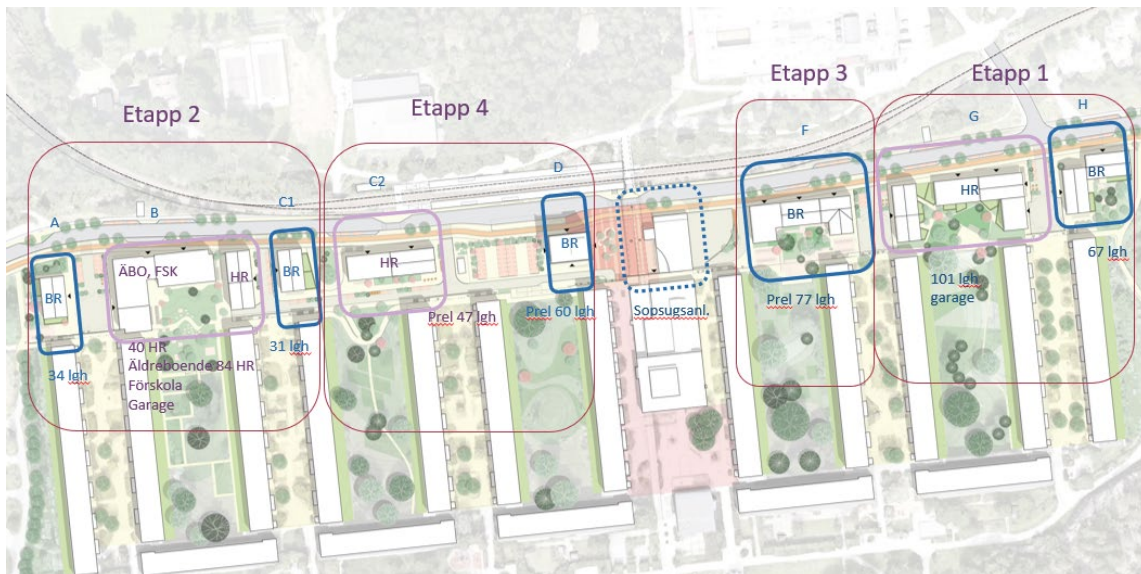 Etapp 2
Etapp 4
Etapp 3
Etapp 1
A
B
C1
C2
D
F
G
H
BR
ÄBO, FSK
HR
BR
HR
BR
BR
HR
BR
34 lgh
40 HR
Äldreboende 84 HR
Förskola
Garage
31 lgh
Prel 47 lgh
Prel 60 lgh
Sopsugsanl.
Prel 77 lgh
101 lgh
garage
67 lgh